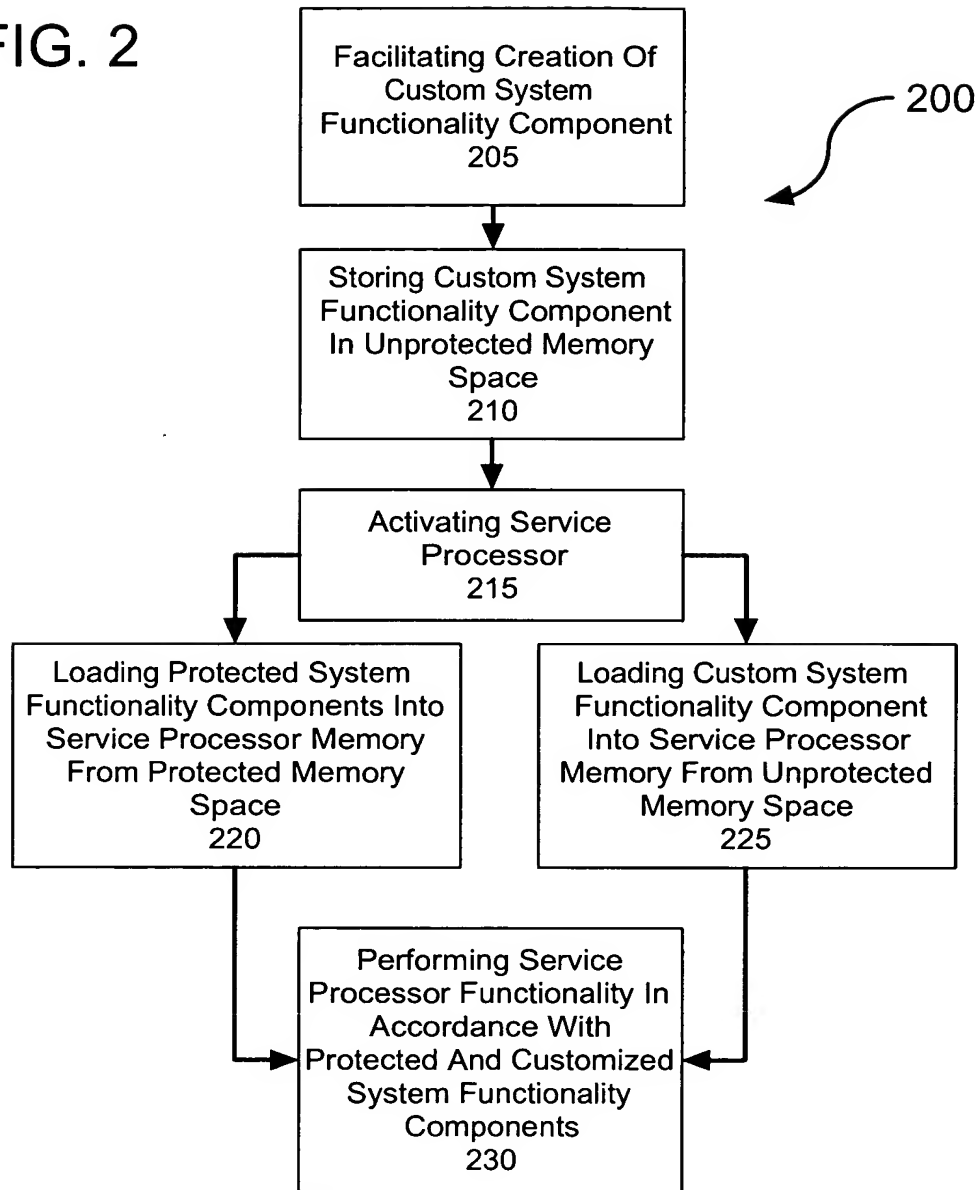 FIG. 2
Facilitating Creation Of
Custom System
Functionality Component
205
200
Storing Custom System
Functionality Component
In Unprotected Memory
Space
210
Activating Service
Processor
215
Loading Protected System
Functionality Components Into
Service Processor Memory
From Protected Memory
Space
220
Loading Custom System
Functionality Component
Into Service Processor
Memory From Unprotected
Memory Space
225
Performing Service
Processor Functionality In
Accordance With
Protected And Customized
System Functionality
Components
230